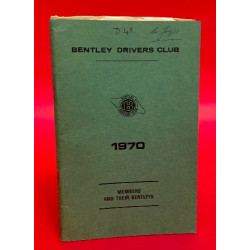 BENTLEY DRIVERS CLUB
1970
MEMBERS
AND THEIR BENTLEYS